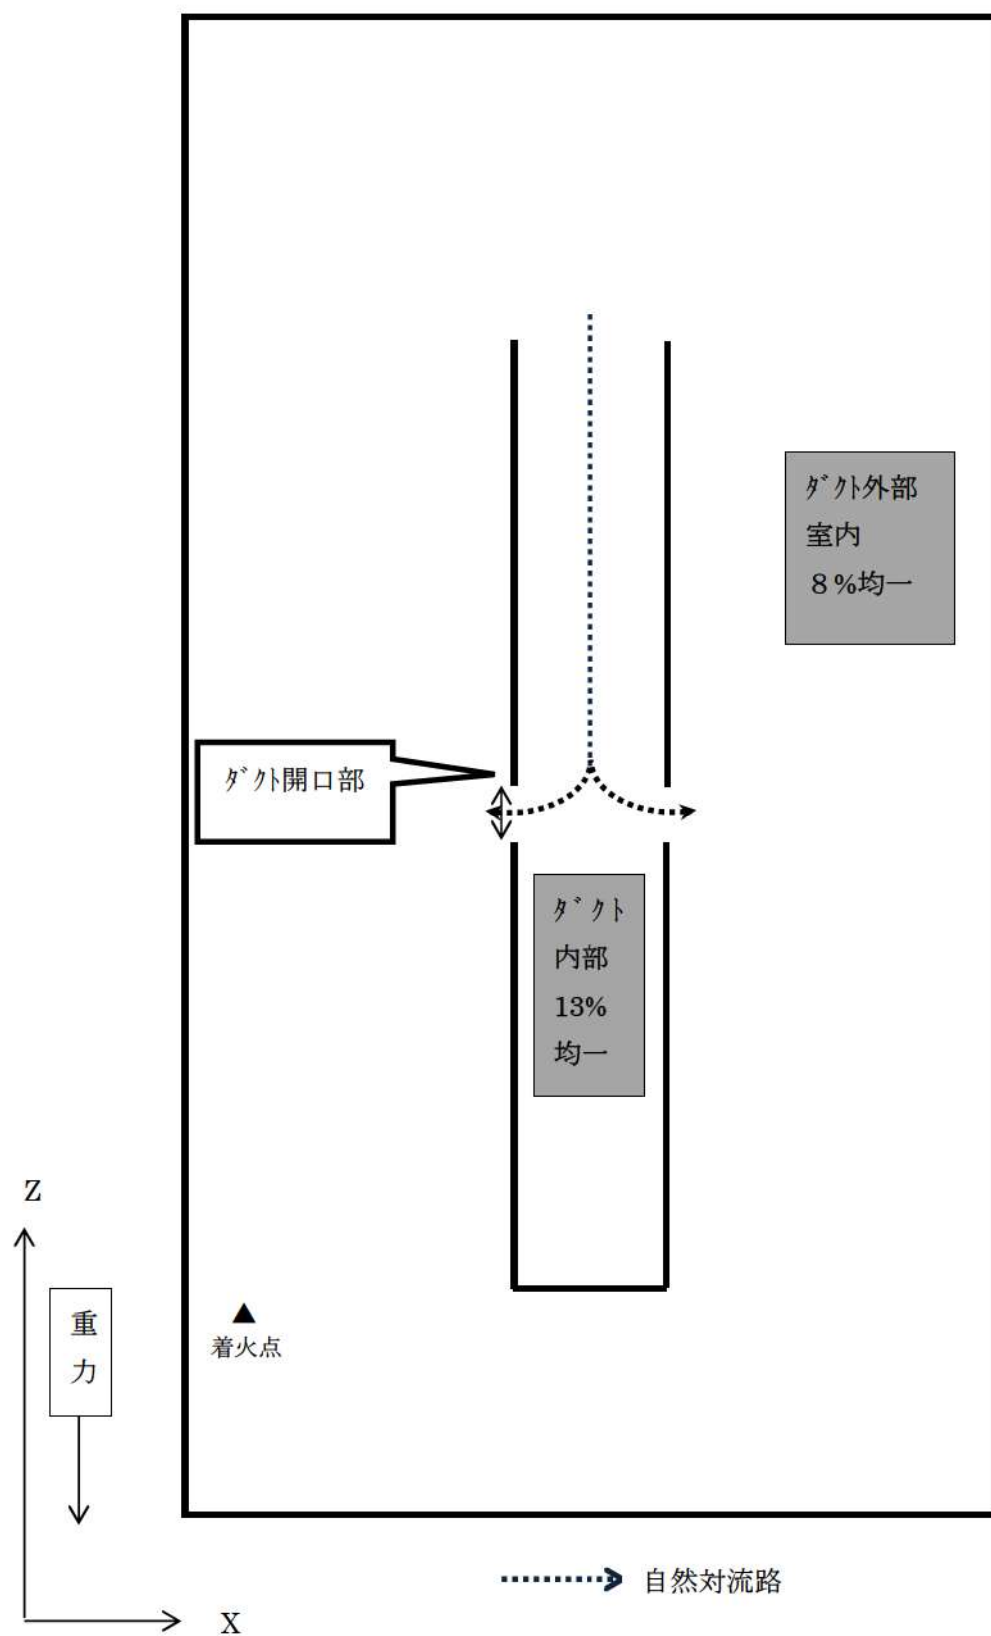 ダクト外部
室内
８%均一
ダクト開口部
ダクト
内部
13%
均一
Z
重
力
着火点
自然対流路
X